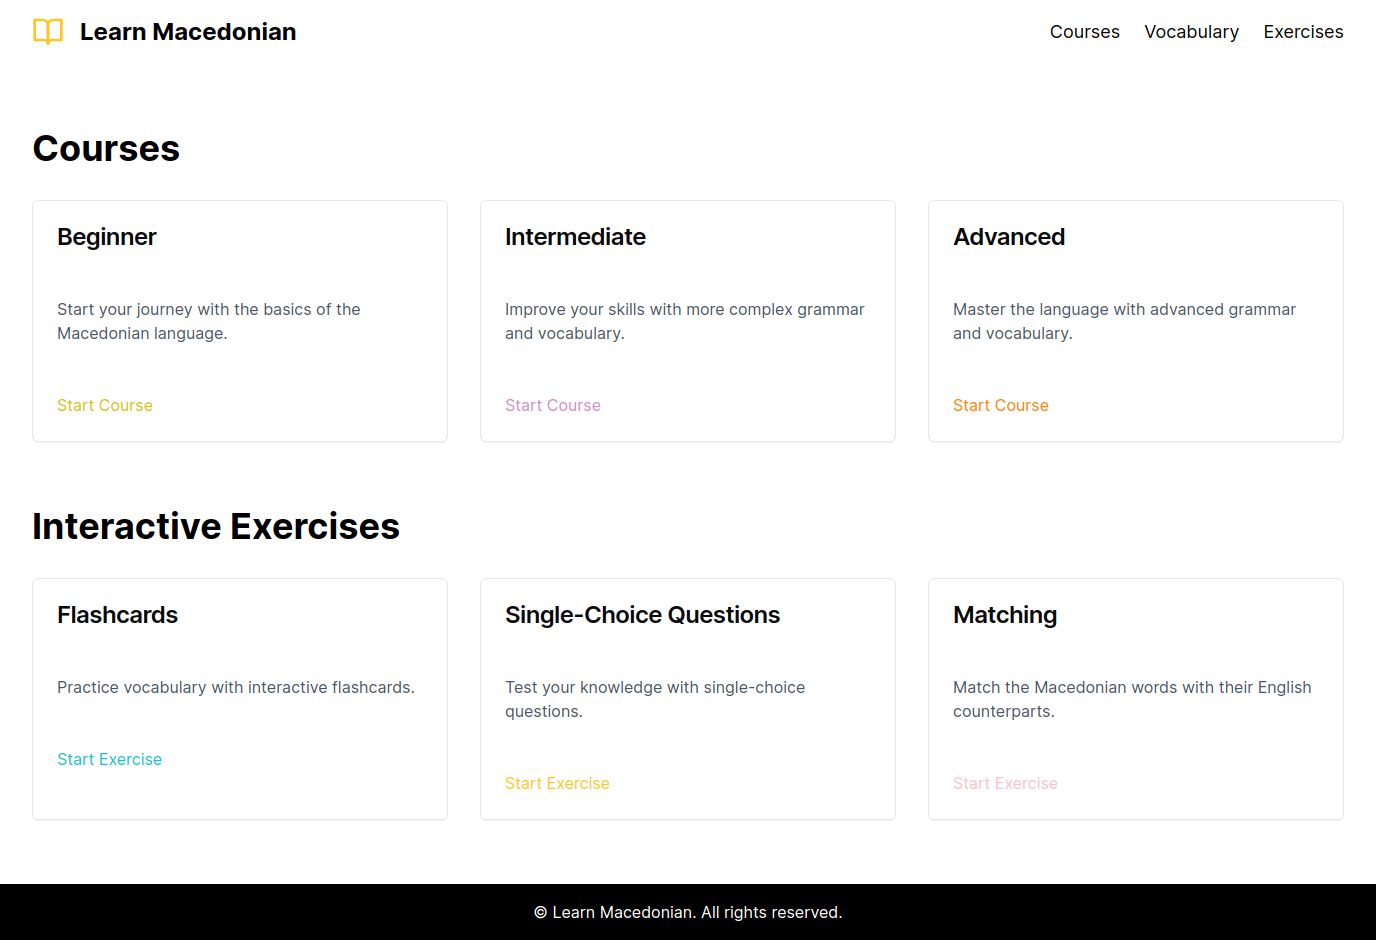 Learn Macedonian
Courses
Vocabulary
Exercises
Courses
Beginner
Start your journey with the basics of the
Macedonian language.
Start Course
Intermediate
Improve your skills with more complex grammar
and vocabulary.
Start Course
Advanced
Master the language with advanced grammar
and vocabulary.
Start Course
Interactive Exercises
Flashcards
Practice vocabulary with interactive flashcards.
Start Exercise
Single-Choice Questions
Test your knowledge with single-choice
questions.
Start Exercise
Matching
Match the Macedonian words with their English
counterparts.
Start Exercise
© Learn Macedonian. All rights reserved.